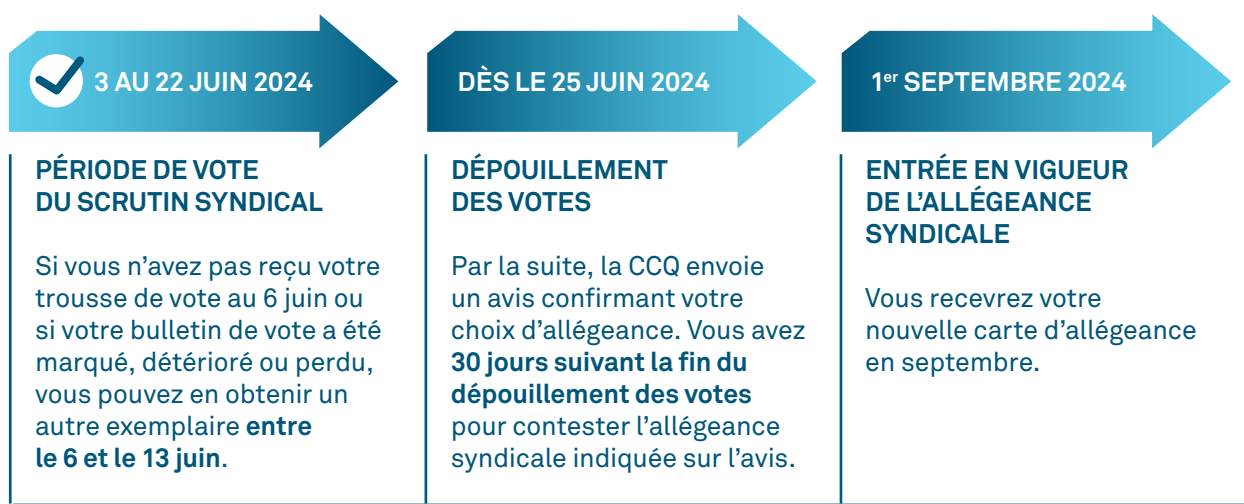 3 AU 22 JUIN 2024
PÉRIODE DE VOTE
DU SCRUTIN SYNDICAL
Si vous n’avez pas reçu votre
trousse de vote au 6 juin ou
si votre bulletin de vote a été
marqué, détérioré ou perdu,
vous pouvez en obtenir un
autre exemplaire entre
le 6 et le 13 juin.
DÈS LE 25 JUIN 2024
DÉPOUILLEMENT
DES VOTES
Par la suite, la CCQ envoie
un avis confirmant votre
choix d’allégeance. Vous avez
30 jours suivant la fin du
dépouillement des votes
pour contester l’allégeance
syndicale indiquée sur l’avis.
1er SEPTEMBRE 2024
ENTRÉE EN VIGUEUR
DE L’ALLÉGEANCE
SYNDICALE
Vous recevrez votre
nouvelle carte d’allégeance
en septembre.